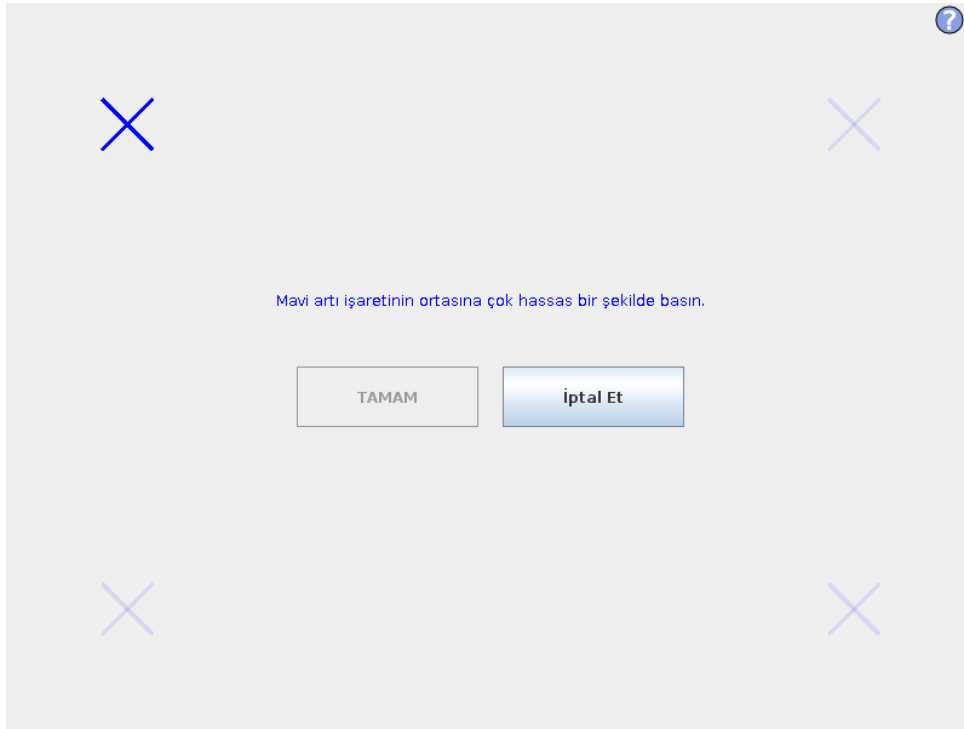 ?
Mavi artı işaretinin ortasına çok hassas bir şekilde basın.
TAMAM
İptal Et